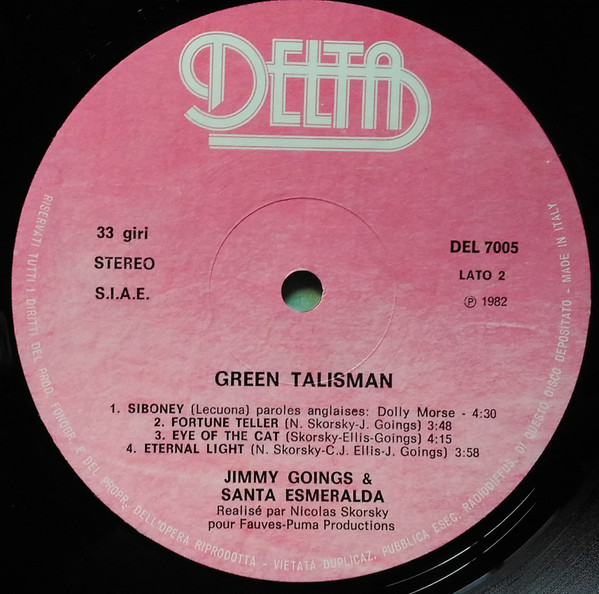 DELTA
33 giri
STEREO
S.I.A.E.
DEL 7005
LATO 2
℗ 1982
GREEN TALISMAN
1. SIBONEY (Lecuona) paroles anglaises: Dolly Morse - 4:30
2. FORTUNE TELLER (N. Skorsky-J. Goings) 3:48
3. EYE OF THE CAT (Skorsky-Ellis-Goings) 4:15
4. ETERNAL LIGHT (N. Skorsky-C.J. Ellis-J. Goings) 3:58
JIMMY GOINGS &
SANTA ESMERALDA
Realisé par Nicolas Skorsky
pour Fauves-Puma Productions
RISERVATI TUTTI I DIRITTI DEL PROD. FONOGR. E DEL PROPR. DELL'OPERA RIPRODOTTA - VIETATA DUPLICAZ. PUBBLICA ESEC. RADIODIFFUS. DI QUESTO DISCO DEPOSITATO - MADE IN ITALY